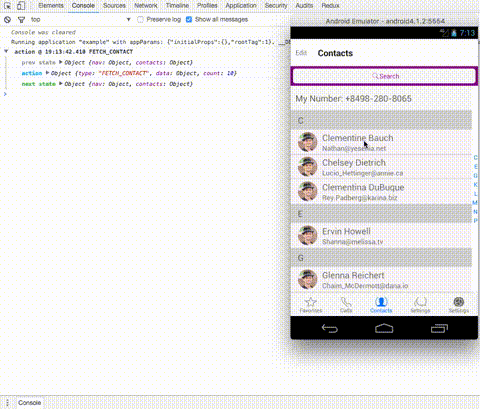 Elements Console Sources Network Timeline Profiles Application Security Audits Redux
top Preserve log Show all messages
Console was cleared
Running application "example" with appParams: {"initialProps":{},"rootTag":1}.
action @ 19:13:42.410 FETCH_CONTACT
prev state Object {nav: Object, contacts: Object}
action Object {type: "FETCH_CONTACT", data: Object, count: 10}
next state Object {nav: Object, contacts: Object}
Console
Android Emulator - android4.1.2:5554
7:13
Edit Contacts
Search
My Number: +8498-280-8065
C
Clementine Bauch
Nathan@yesenia.net
Chelsey Dietrich
Lucio_Hettinger@annie.ca
Clementina DuBuque
Rey.Padberg@karina.biz
E
Ervin Howell
Shanna@melissa.tv
G
Glenna Reichert
Chaim_McDermott@dana.io
C
E
G
K
L
M
N
P
Favorites Calls Contacts Settings Settings